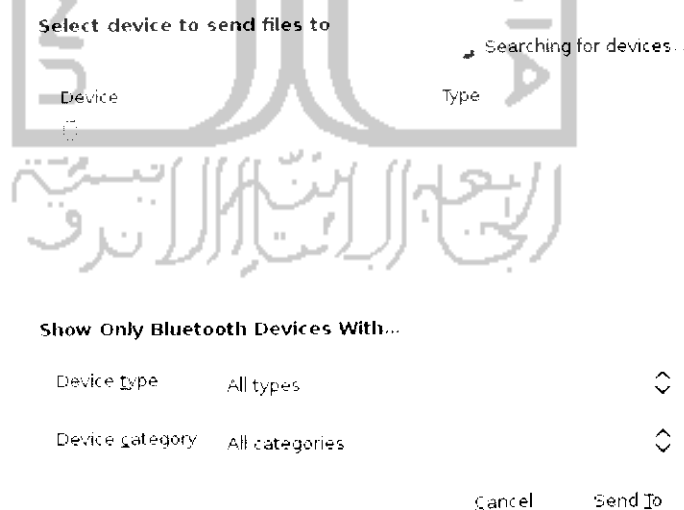 Select device to send files to
Searching for devices...
Device
Type
Show Only Bluetooth Devices With...
Device type
All types
Device category
All categories
Cancel
Send To